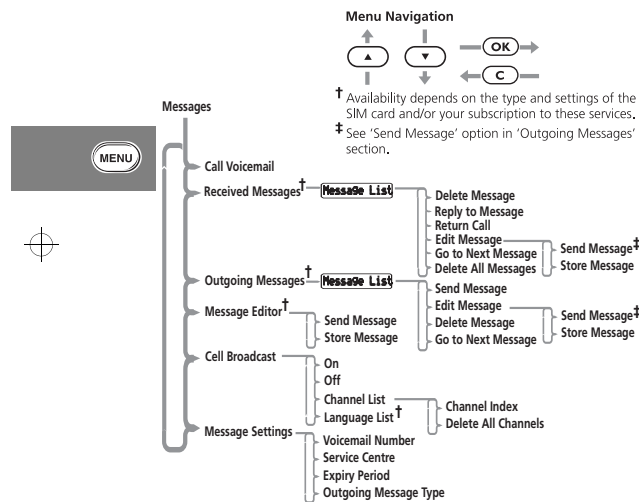 Menu Navigation
OK
C
† Availability depends on the type and settings of the
SIM card and/or your subscription to these services.
‡ See 'Send Message' option in 'Outgoing Messages'
section.
Messages
MENU
Call Voicemail
Received Messages†
Message List
Delete Message
Reply to Message
Return Call
Edit Message
Go to Next Message
Delete All Messages
Send Message‡
Store Message
Outgoing Messages†
Message List
Send Message
Edit Message
Delete Message
Go to Next Message
Send Message‡
Store Message
Message Editor†
Send Message
Store Message
Cell Broadcast
On
Off
Channel List
Language List†
Channel Index
Delete All Channels
Message Settings
Voicemail Number
Service Centre
Expiry Period
Outgoing Message Type